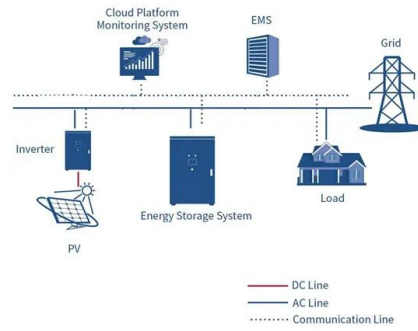 Cloud Platform
Monitoring System
EMS
Grid
Inverter
Energy Storage System
Load
PV
DC Line
AC Line
Communication Line